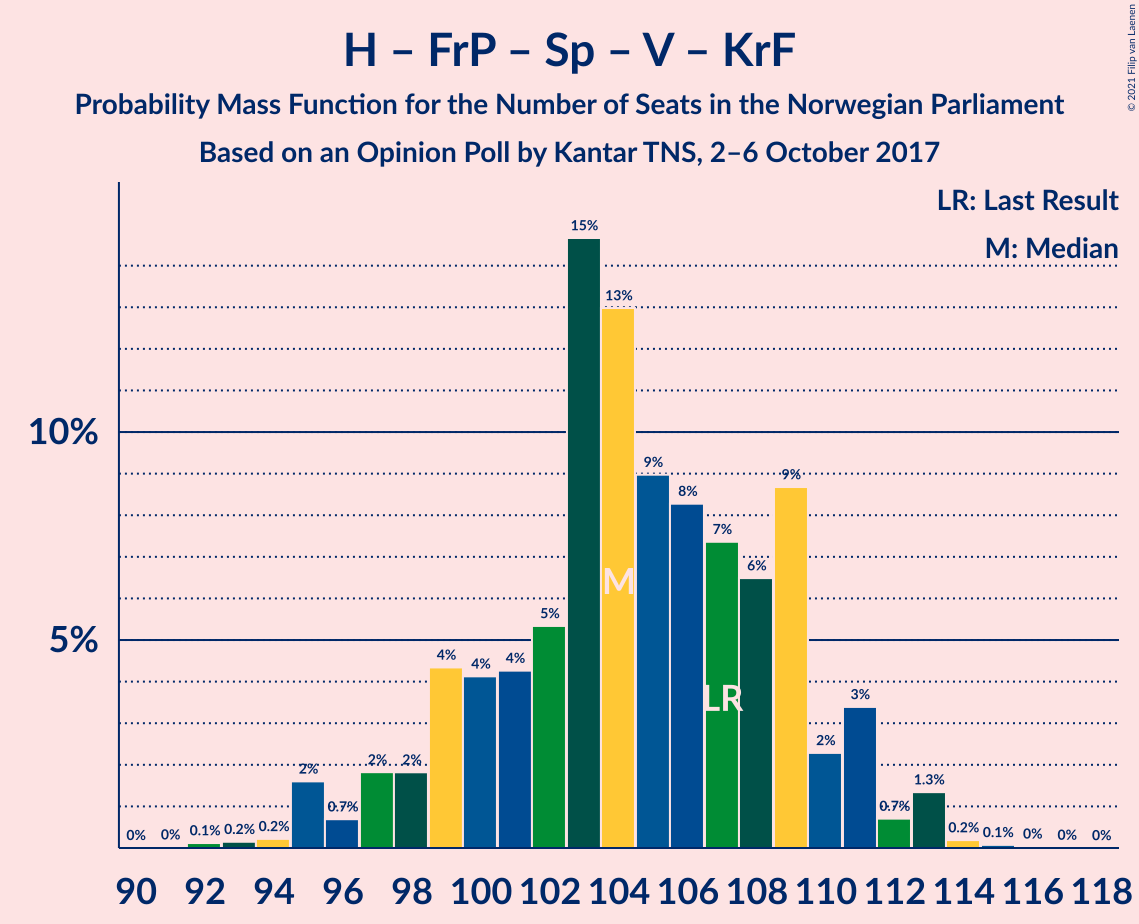 H – FrP – Sp – V – KrF
Probability Mass Function for the Number of Seats in the Norwegian Parliament
Based on an Opinion Poll by Kantar TNS, 2–6 October 2017
© 2021 Filip van Laenen
LR: Last Result
M: Median
15%
13%
10%
9%
9%
8%
7%
6%
M
5%
5%
4%
4%
4%
LR
3%
2%
2%
2%
2%
1.3%
0.7%
0.7%
0% 0% 0.1% 0.2% 0.2% 0.2% 0.1% 0% 0% 0%
90 92 94 96 98 100 102 104 106 108 110 112 114 116 118